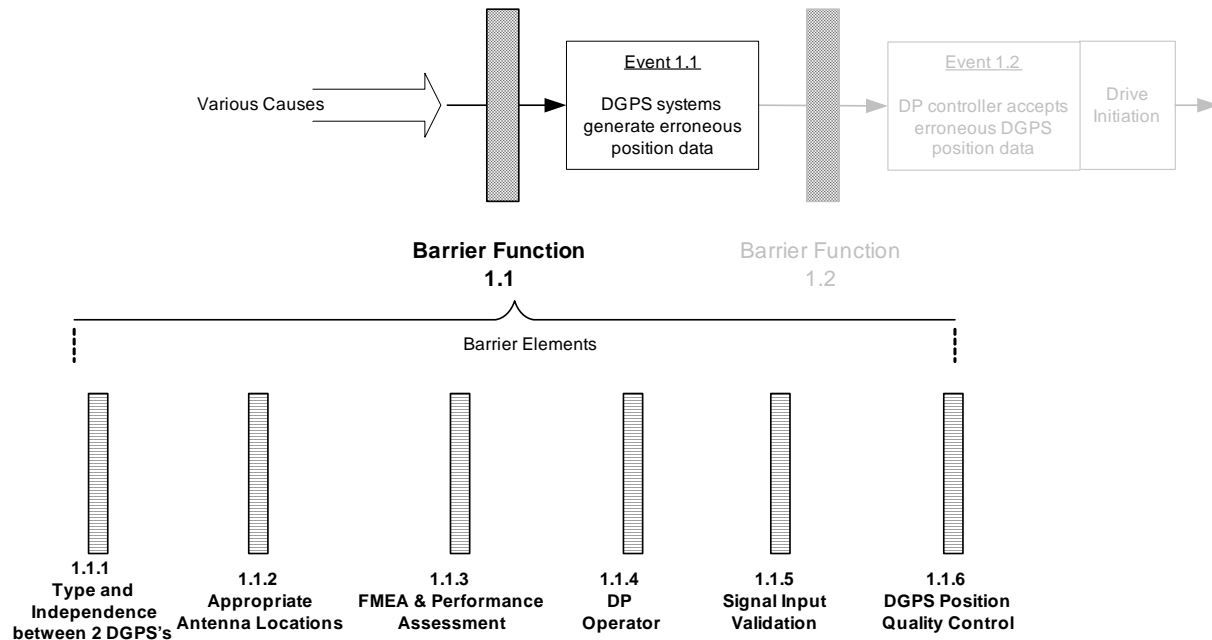 Various Causes
Event 1.1
DGPS systems
generate erroneous
position data
Event 1.2
DP controller accepts
erroneous DGPS
position data
Drive
Initiation
Barrier Function
1.1
Barrier Function
1.2
Barrier Elements
1.1.1
Type and
Independence
between 2 DGPS's
1.1.2
Appropriate
Antenna Locations
1.1.3
FMEA & Performance
Assessment
1.1.4
DP
Operator
1.1.5
Signal Input
Validation
1.1.6
DGPS Position
Quality Control